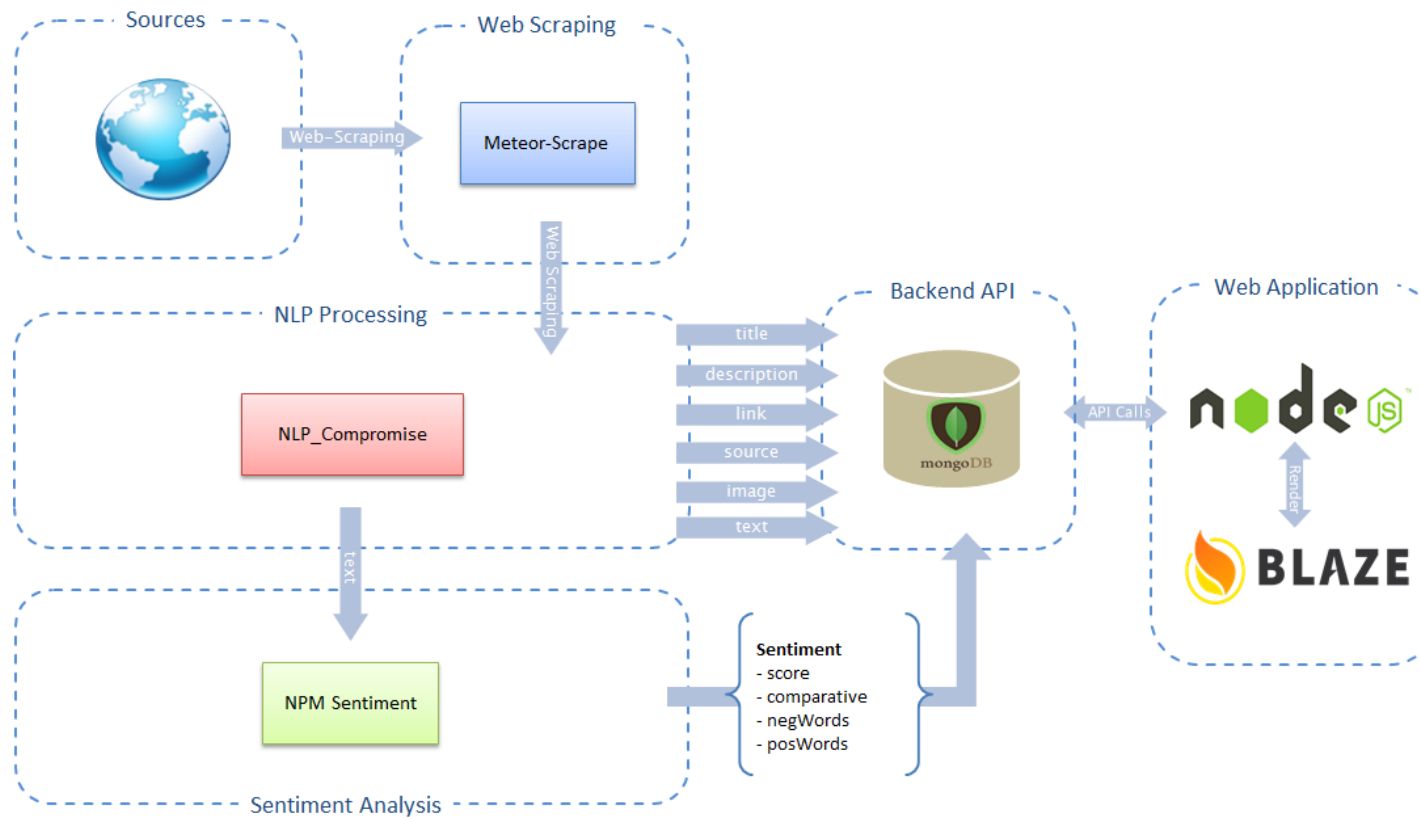 Sources
Web Scraping
Web-Scraping
Meteor-Scrape
Web Scraping
NLP Processing
NLP_Compromise
title
description
link
source
image
text
Backend API
mongoDB
API Calls
Web Application
node
JS
TM
Render
BLAZE
text
NPM Sentiment
Sentiment Analysis
Sentiment
- score
- comparative
- negWords
- posWords